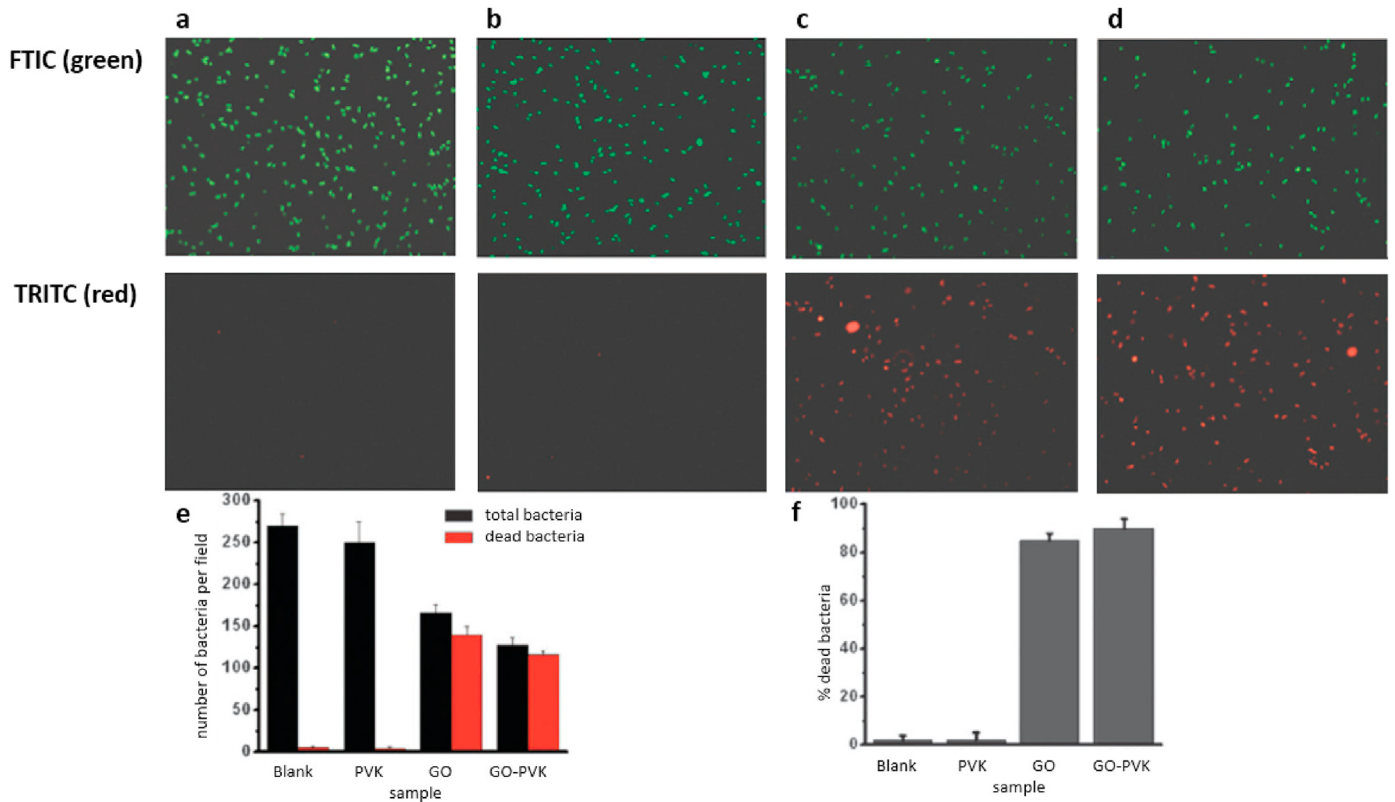 a b c d
FTIC (green)
TRITC (red)
e
300
250
200
150
100
50
0
number of bacteria per field
total bacteria
dead bacteria
Blank PVK GO GO-PVK
sample
f
100
80
60
40
20
0
% dead bacteria
Blank PVK GO GO-PVK
sample